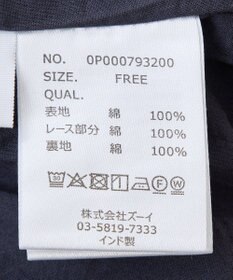 NO. 0P000793200
SIZE. FREE
QUAL.
表地 綿 100%
レース部分 綿 100%
裏地 綿 100%
株式会社ズーイ
03-5819-7333
インド製